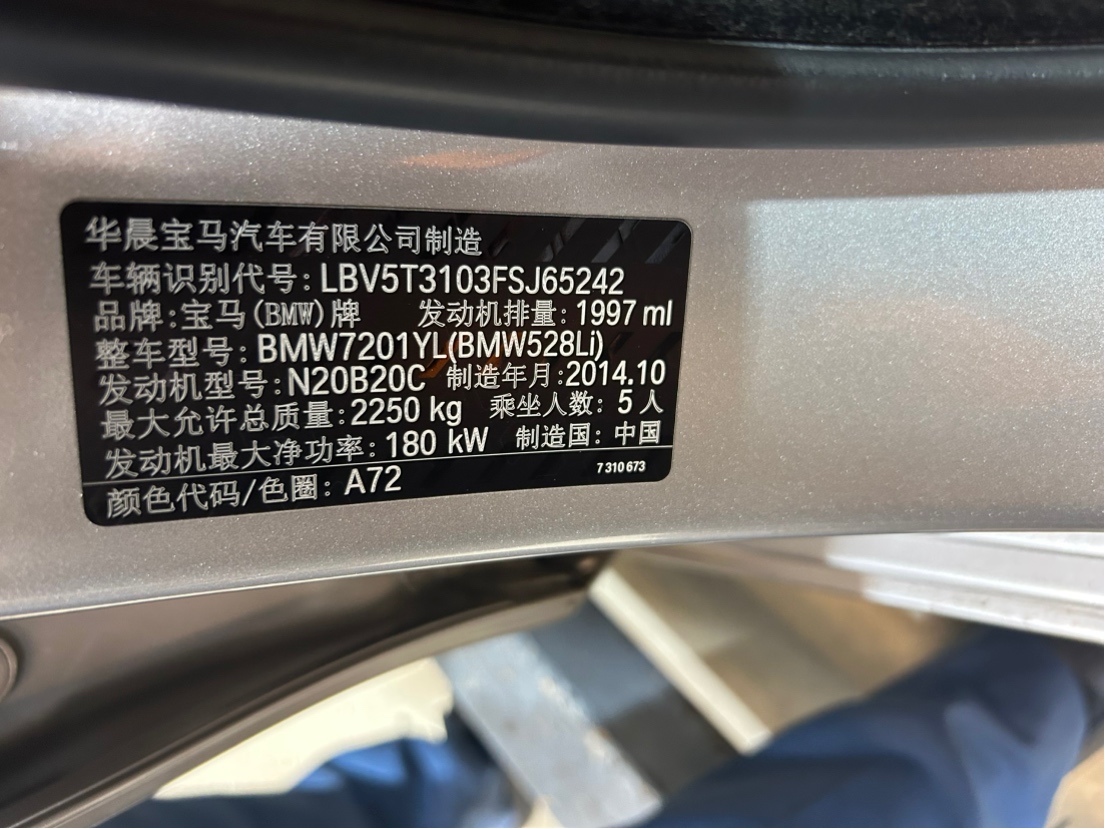 华晨宝马汽车有限公司制造
车辆识别代号: LBV5T3103FSJ65242
品牌:宝马(BMW)牌 发动机排量: 1997 ml
整车型号: BMW7201YL(BMW528Li)
发动机型号: N20B20C 制造年月:2014.10
最大允许总质量:2250 kg 乘坐人数: 5 人
发动机最大净功率: 180 kW 制造国: 中国
颜色代码/色圈: A72 7 310 673